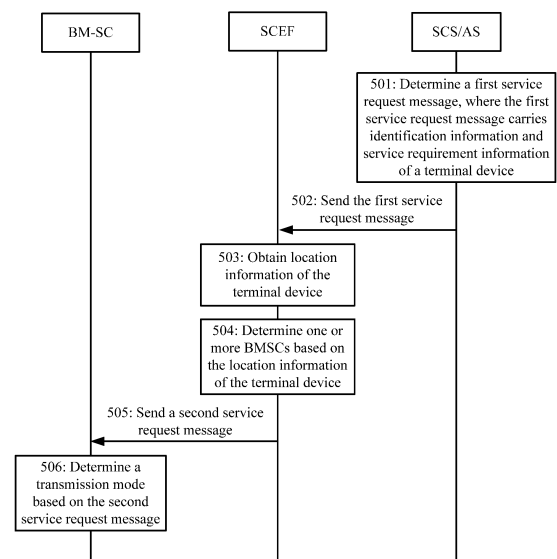 BM-SC
SCEF
SCS/AS
501: Determine a first service
request message, where the first
service request message carries
identification information and
service requirement information
of a terminal device
502: Send the first service
request message
503: Obtain location
information of the
terminal device
504: Determine one or
more BMSCs based on
the location information
of the terminal device
505: Send a second service
request message
506: Determine a
transmission mode
based on the second
service request message